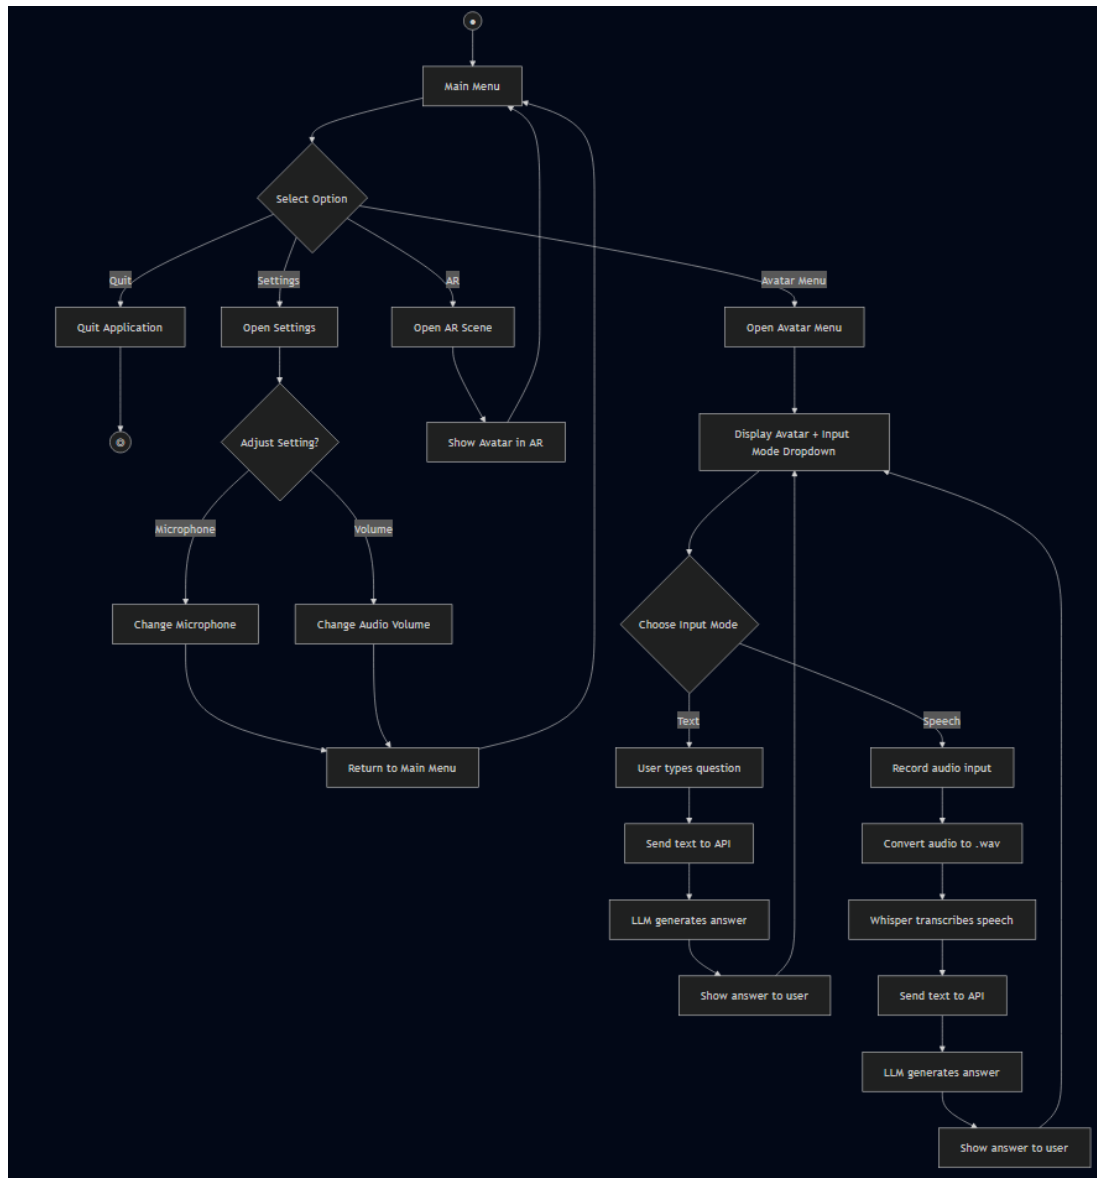 Main Menu
Select Option
Quit
Settings
AR
Avatar Menu
Quit Application
Open Settings
Open AR Scene
Open Avatar Menu
Adjust Setting?
Show Avatar in AR
Display Avatar + Input
Mode Dropdown
Microphone
Volume
Change Microphone
Change Audio Volume
Choose Input Mode
Text
Speech
Return to Main Menu
User types question
Record audio input
Send text to API
Convert audio to .wav
LLM generates answer
Whisper transcribes speech
Show answer to user
Send text to API
LLM generates answer
Show answer to user